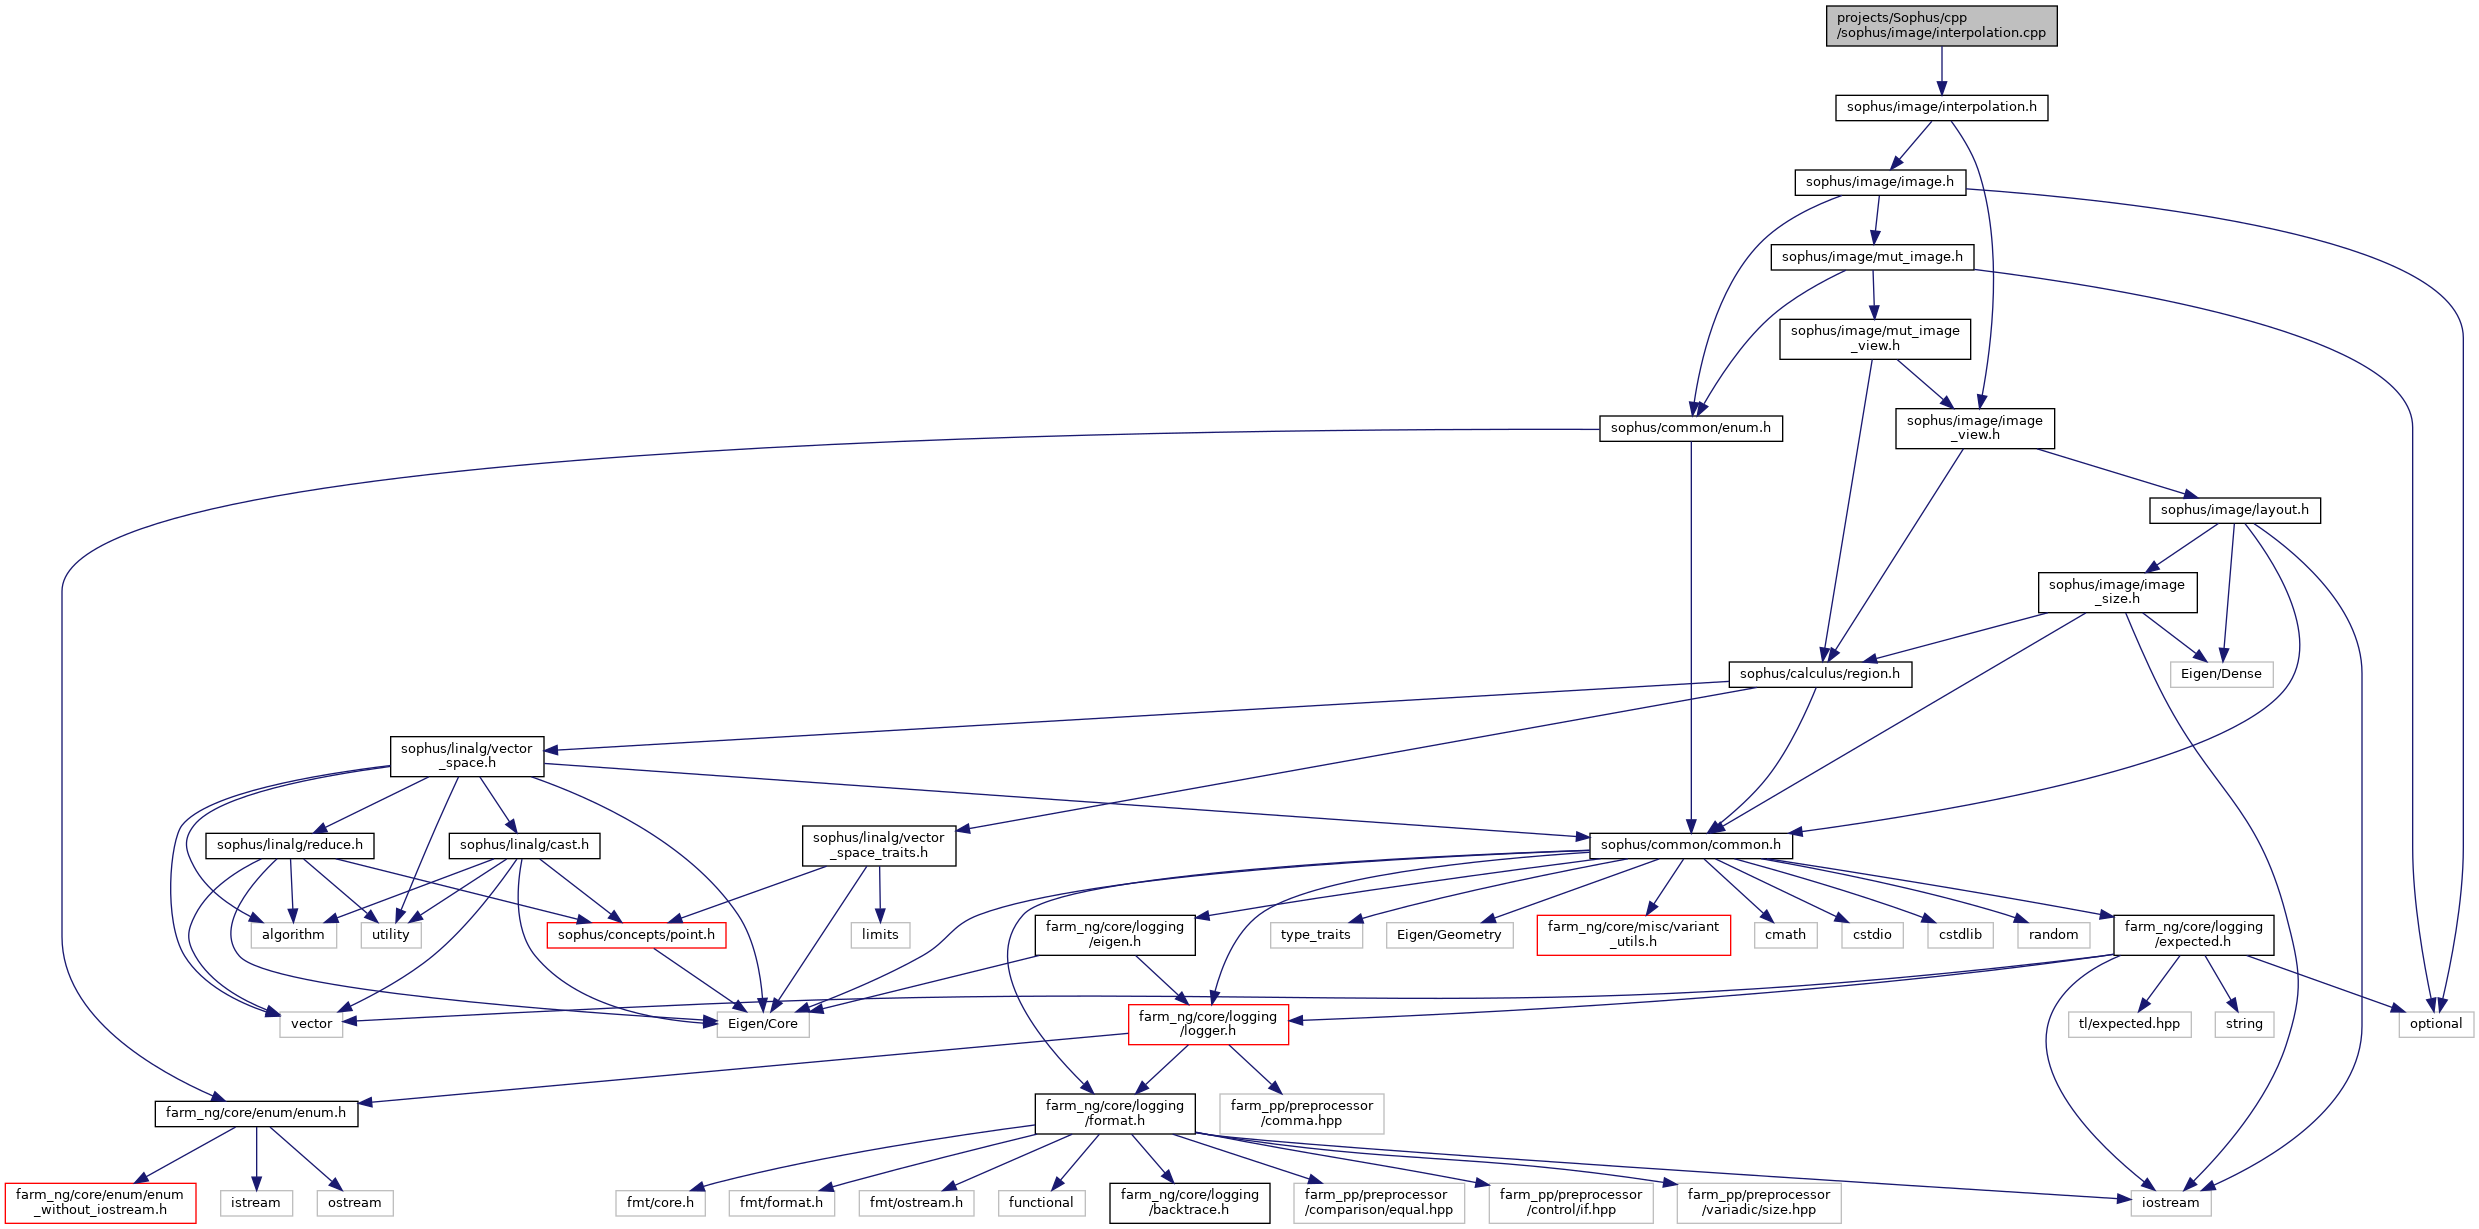 projects/Sophus/cpp
/sophus/image/interpolation.cpp
sophus/image/interpolation.h
sophus/image/image.h
sophus/image/mut_image.h
sophus/image/mut_image
_view.h
sophus/common/enum.h
sophus/image/image
_view.h
sophus/image/layout.h
sophus/image/image
_size.h
sophus/calculus/region.h
Eigen/Dense
sophus/linalg/vector
_space.h
sophus/linalg/reduce.h
sophus/linalg/cast.h
sophus/linalg/vector
_space_traits.h
sophus/common/common.h
algorithm
utility
sophus/concepts/point.h
limits
farm_ng/core/logging
/eigen.h
type_traits
Eigen/Geometry
farm_ng/core/misc/variant
_utils.h
cmath
cstdio
cstdlib
random
farm_ng/core/logging
/expected.h
vector
Eigen/Core
farm_ng/core/logging
/logger.h
tl/expected.hpp
string
optional
farm_ng/core/enum/enum.h
farm_ng/core/logging
/format.h
farm_pp/preprocessor
/comma.hpp
farm_ng/core/enum/enum
_without_iostream.h
istream
ostream
fmt/core.h
fmt/format.h
fmt/ostream.h
functional
farm_ng/core/logging
/backtrace.h
farm_pp/preprocessor
/comparison/equal.hpp
farm_pp/preprocessor
/control/if.hpp
farm_pp/preprocessor
/variadic/size.hpp
iostream